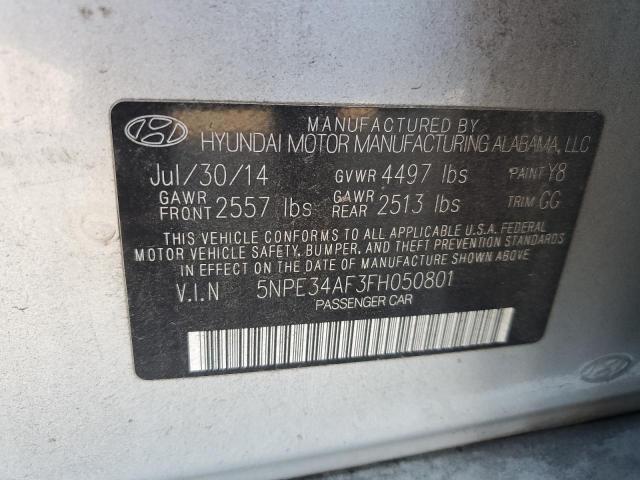 MANUFACTURED BY
HYUNDAI MOTOR MANUFACTURING ALABAMA, LLC
Jul/30/14 GVWR 4497 lbs PAINT Y8
GAWR FRONT 2557 lbs GAWR REAR 2513 lbs TRIM GG
THIS VEHICLE CONFORMS TO ALL APPLICABLE U.S.A. FEDERAL
MOTOR VEHICLE SAFETY, BUMPER, AND THEFT PREVENTION STANDARDS
IN EFFECT ON THE DATE OF MANUFACTURE SHOWN ABOVE.
V.I.N 5NPE34AF3FH050801
PASSENGER CAR